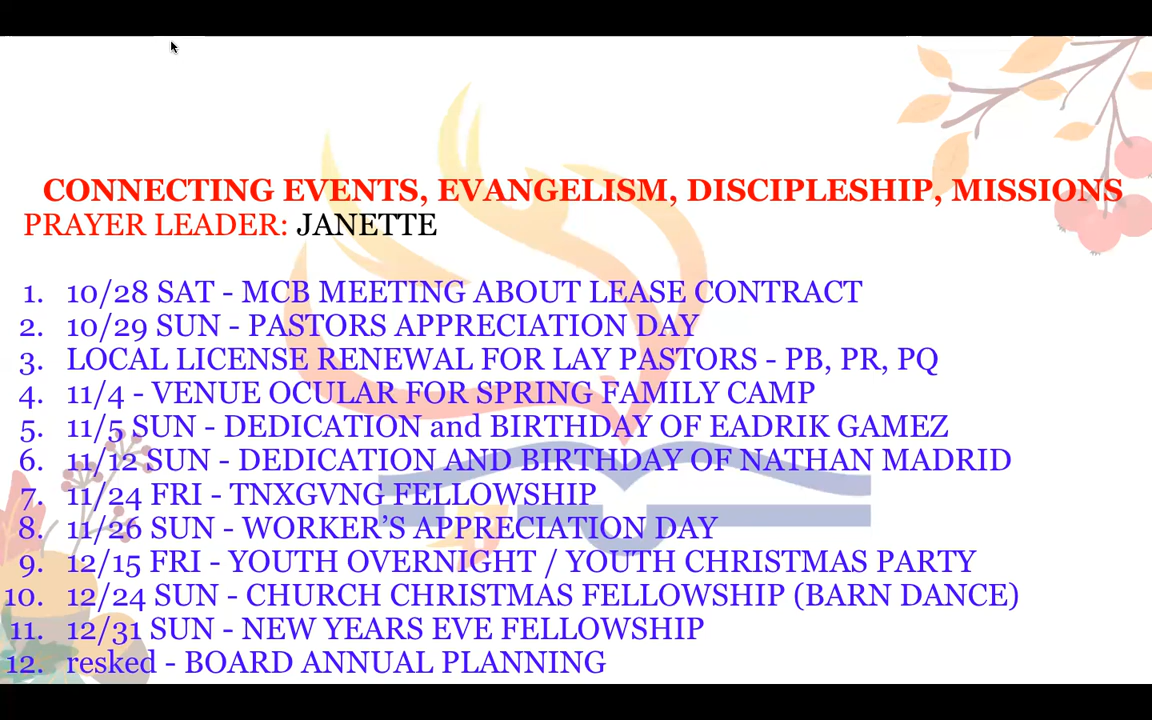 CONNECTING EVENTS, EVANGELISM, DISCIPLESHIP, MISSIONS
PRAYER LEADER: JANETTE
1. 10/28 SAT - MCB MEETING ABOUT LEASE CONTRACT
2. 10/29 SUN - PASTORS APPRECIATION DAY
3. LOCAL LICENSE RENEWAL FOR LAY PASTORS - PB, PR, PQ
4. 11/4 - VENUE OCULAR FOR SPRING FAMILY CAMP
5. 11/5 SUN - DEDICATION and BIRTHDAY OF EADRIK GAMEZ
6. 11/12 SUN - DEDICATION AND BIRTHDAY OF NATHAN MADRID
7. 11/24 FRI - TNXGVNG FELLOWSHIP
8. 11/26 SUN - WORKER’S APPRECIATION DAY
9. 12/15 FRI - YOUTH OVERNIGHT / YOUTH CHRISTMAS PARTY
10. 12/24 SUN - CHURCH CHRISTMAS FELLOWSHIP (BARN DANCE)
11. 12/31 SUN - NEW YEARS EVE FELLOWSHIP
12. resked - BOARD ANNUAL PLANNING